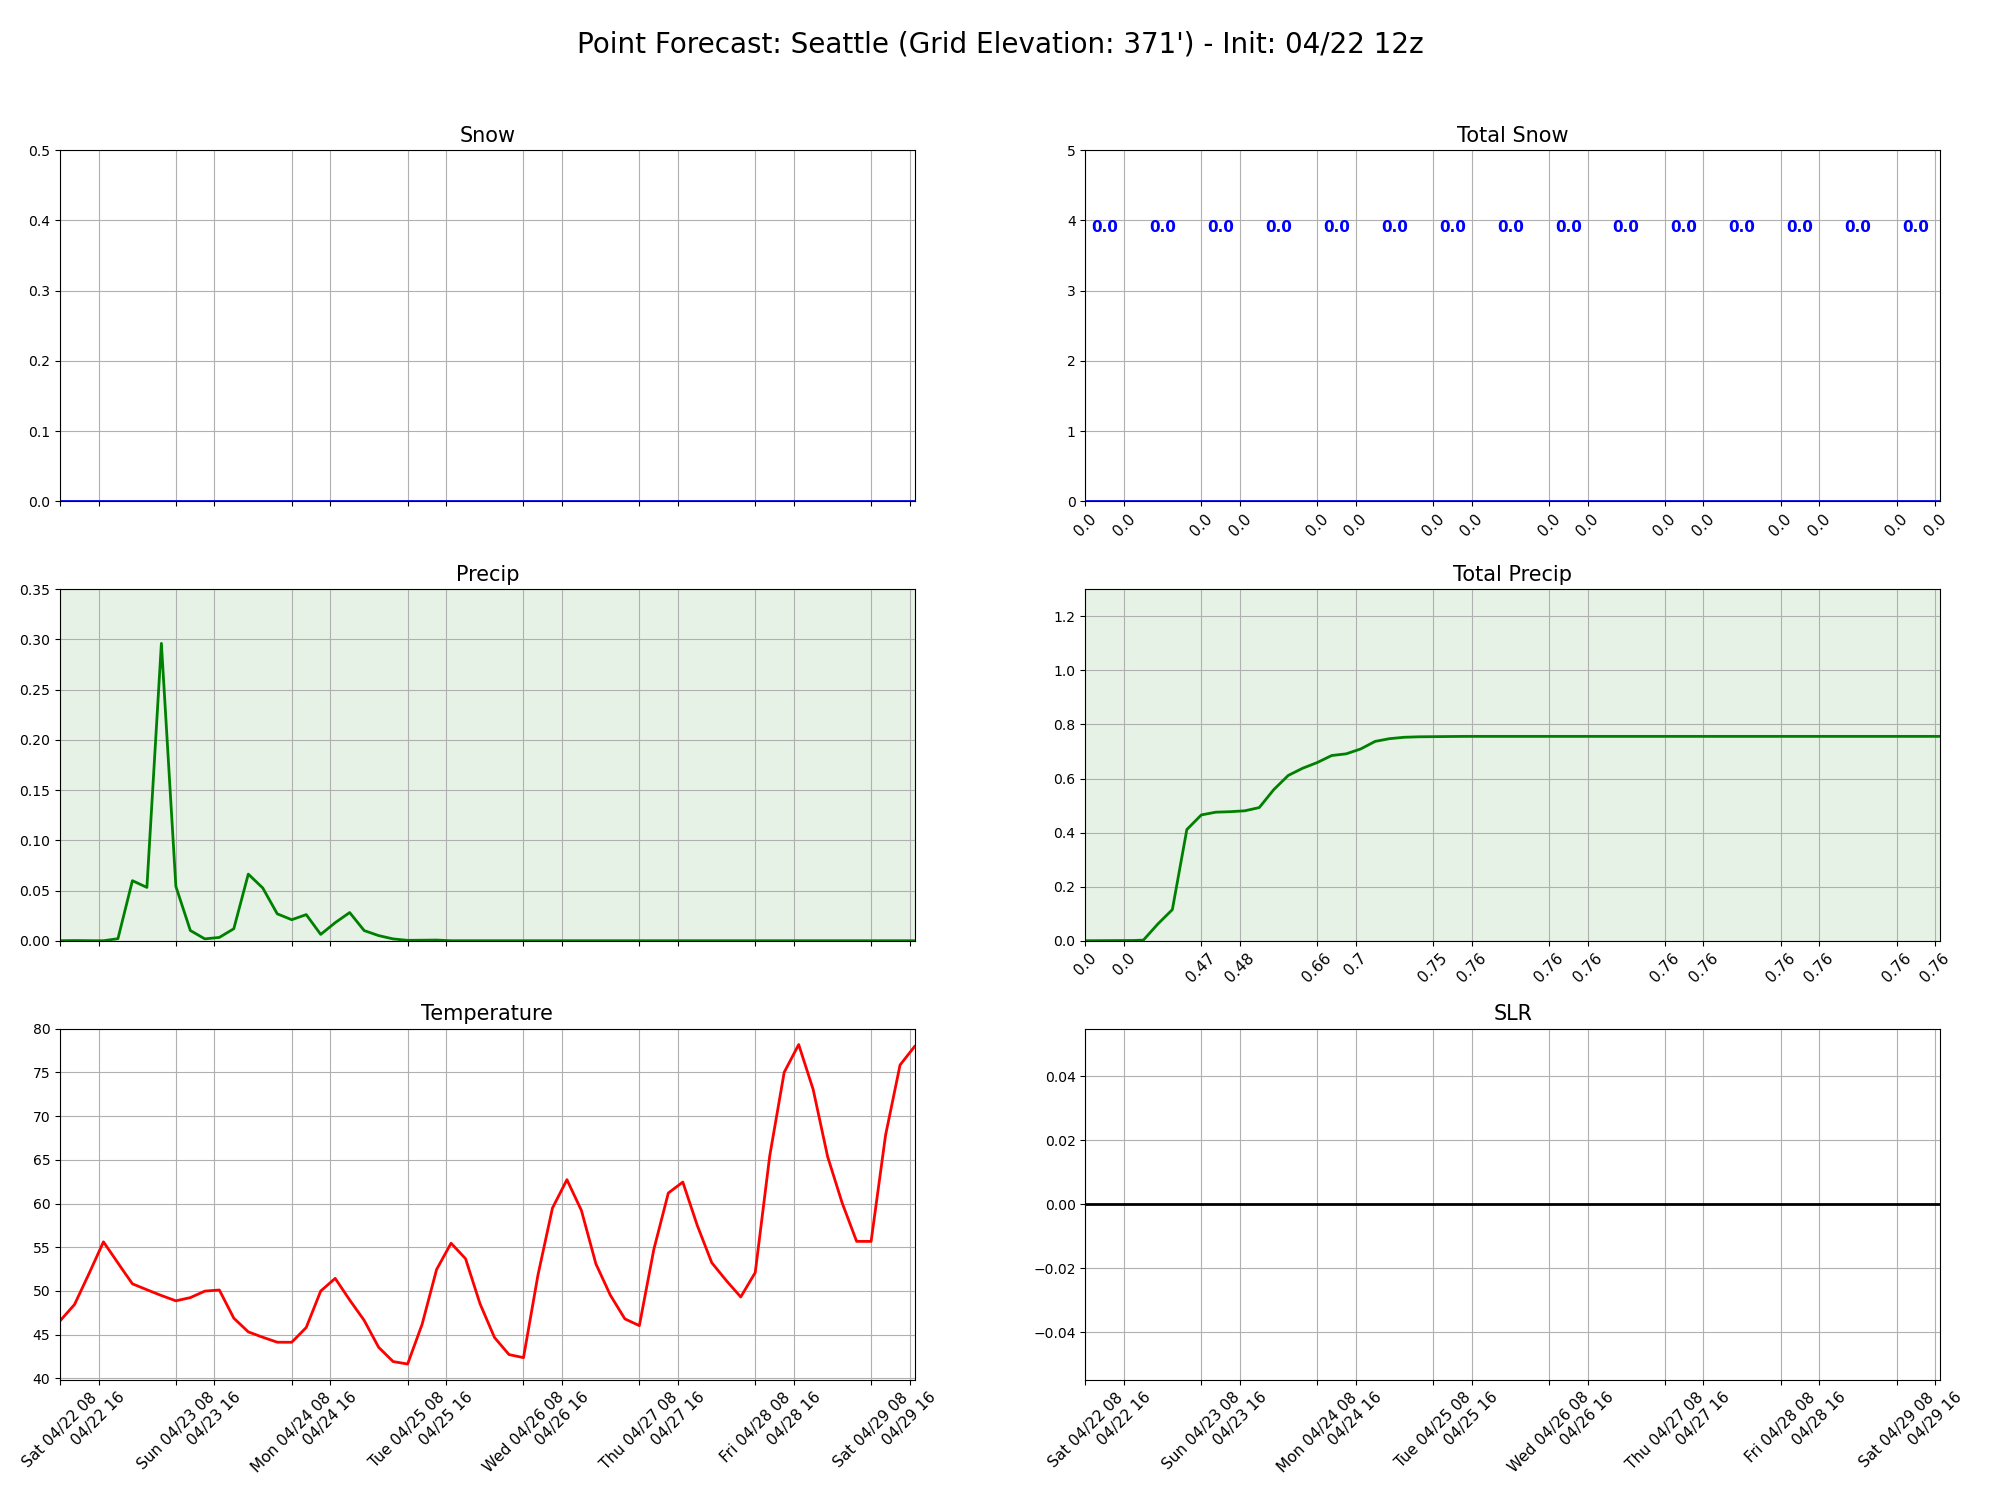 Point Forecast: Seattle (Grid Elevation: 371') - Init: 04/22 12z
Snow
0.5
0.4
0.3
0.2
0.1
0.0
Total Snow
5
4
3
2
1
0
0.0 0.0 0.0 0.0 0.0 0.0 0.0 0.0 0.0 0.0 0.0 0.0 0.0 0.0 0.0
0.0 0.0 0.0 0.0 0.0 0.0 0.0 0.0 0.0 0.0 0.0 0.0 0.0 0.0 0.0 0.0
Precip
0.35
0.30
0.25
0.20
0.15
0.10
0.05
0.00
Total Precip
1.2
1.0
0.8
0.6
0.4
0.2
0.0
0.0 0.0 0.47 0.48 0.66 0.7 0.75 0.76 0.76 0.76 0.76 0.76 0.76 0.76 0.76 0.76
Temperature
80
75
70
65
60
55
50
45
40
Sat 04/22 08
04/22 16
Sun 04/23 08
04/23 16
Mon 04/24 08
04/24 16
Tue 04/25 08
04/25 16
Wed 04/26 08
04/26 16
Thu 04/27 08
04/27 16
Fri 04/28 08
04/28 16
Sat 04/29 08
04/29 16
SLR
0.04
0.02
0.00
−0.02
−0.04
Sat 04/22 08
04/22 16
Sun 04/23 08
04/23 16
Mon 04/24 08
04/24 16
Tue 04/25 08
04/25 16
Wed 04/26 08
04/26 16
Thu 04/27 08
04/27 16
Fri 04/28 08
04/28 16
Sat 04/29 08
04/29 16